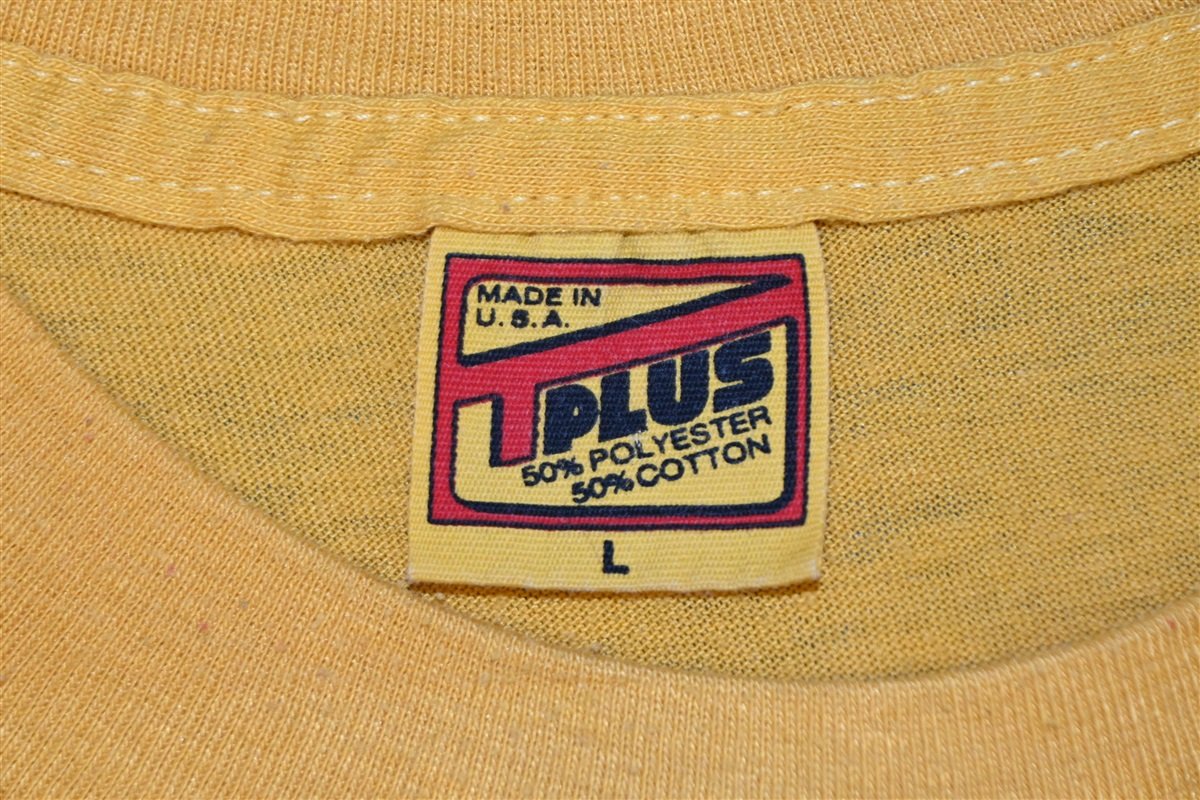 MADE IN
U.S.A.
T PLUS
50% POLYESTER
50% COTTON
L